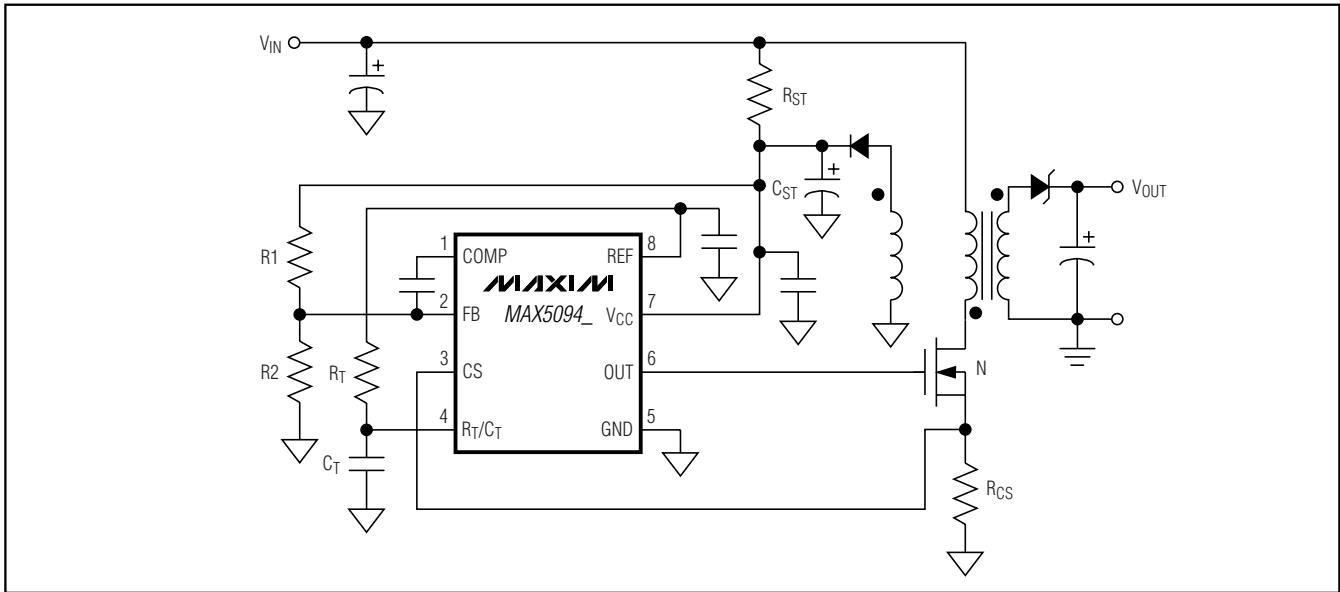 VIN
+
RST
+
CST
VOUT
+
R1
1
COMP
REF
8
MAXIM
2
FB
MAX5094_
VCC
7
R2
RT
3
CS
OUT
6
N
4
RT/CT
GND
5
CT
RCS